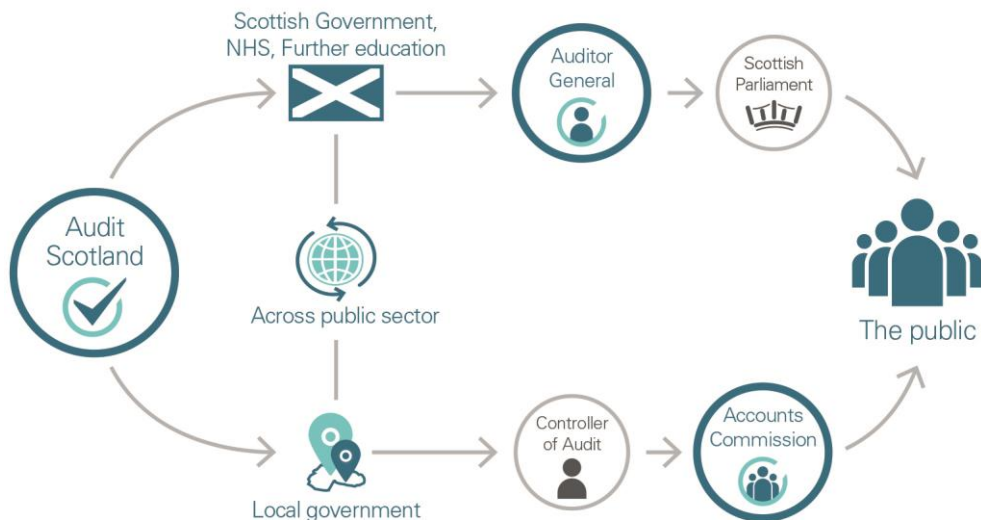 Scottish Government,
NHS, Further education
Auditor
General
Scottish
Parliament
Audit
Scotland
Across public sector
The public
Local government
Controller
of Audit
Accounts
Commission